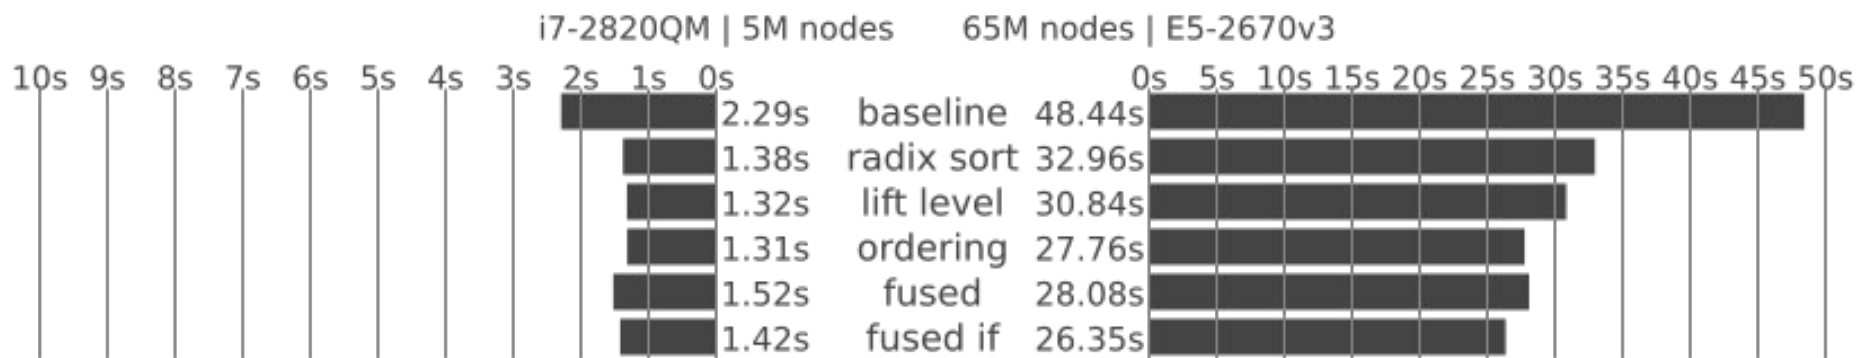 i7-2820QM | 5M nodes 65M nodes | E5-2670v3
10s 9s 8s 7s 6s 5s 4s 3s 2s 1s 0s 0s 5s 10s 15s 20s 25s 30s 35s 40s 45s 50s
2.29s baseline 48.44s
1.38s radix sort 32.96s
1.32s lift level 30.84s
1.31s ordering 27.76s
1.52s fused 28.08s
1.42s fused if 26.35s